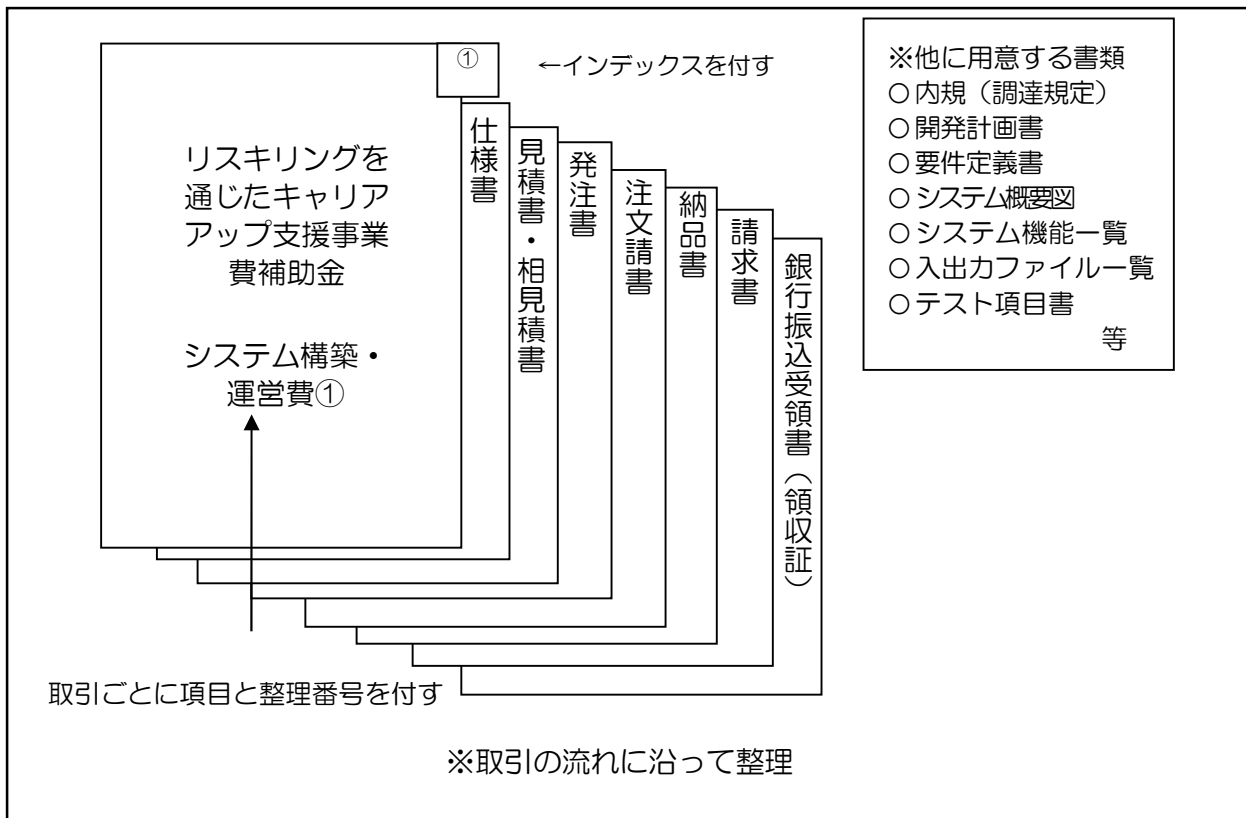 ①
←インデックスを付す
リスキリングを
通じたキャリア
アップ支援事業
費補助金
システム構築・
運営費①
仕様書
見積書・相見積書
発注書
注文請書
納品書
請求書
銀行振込受領書（領収証）
※他に用意する書類
○内規（調達規定）
○開発計画書
○要件定義書
○システム概要図
○システム機能一覧
○入出力ファイル一覧
○テスト項目書
等
取引ごとに項目と整理番号を付す
※取引の流れに沿って整理